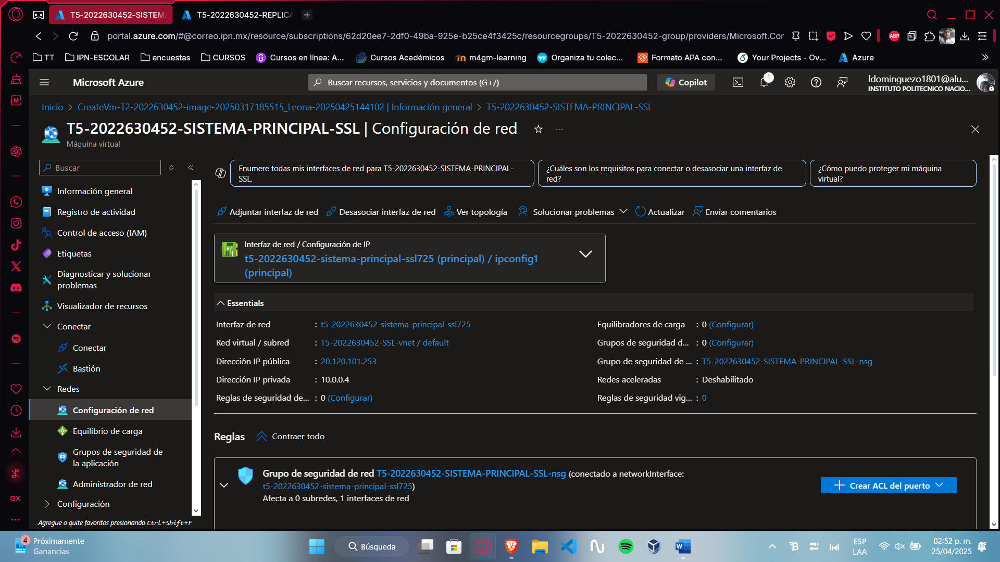 T5-2022630452-SISTEMA
T5-2022630452-REPLICA
portal.azure.com/#@correo.ipn.mx/resource/subscriptions/62d20ee7-2df0-49ba-925e-b25ce4f3425c/resourcegroups/T5-2022630452-group/providers/Microsoft.Cor
ABP
TT
IPN-ESCOLAR
encuestas
CURSOS
Cursos en línea: A...
Cursos Académicos
m4gm-learning
Organiza tu colec...
Formato APA con...
Your Projects - Ov...
Azure
Microsoft Azure
Buscar recursos, servicios y documentos (G+/)
Copilot
1
ldominguezo1801@alu...
INSTITUTO POLITECNICO NACIO...
Inicio > CreateVm-T2-2022630452-image-20250317185515_Leona-20250425144102 | Información general > T5-2022630452-SISTEMA-PRINCIPAL-SSL
T5-2022630452-SISTEMA-PRINCIPAL-SSL | Configuración de red
Máquina virtual
Buscar
Información general
Registro de actividad
Control de acceso (IAM)
Etiquetas
Diagnosticar y solucionar
problemas
Visualizador de recursos
Conectar
Conectar
Bastión
Redes
Configuración de red
Equilibrio de carga
Grupos de seguridad de
la aplicación
Administrador de red
Configuración
Agregue o quite favoritos presionando Ctrl+Shift+F
Enumere todas mis interfaces de red para T5-2022630452-SISTEMA-PRINCIPAL-
SSL.
¿Cuáles son los requisitos para conectar o desasociar una interfaz de
red?
¿Cómo puedo proteger mi máquina
virtual?
Adjuntar interfaz de red
Desasociar interfaz de red
Ver topología
Solucionar problemas
Actualizar
Enviar comentarios
Interfaz de red / Configuración de IP
t5-2022630452-sistema-principal-ssl725 (principal) / ipconfig1
(principal)
Essentials
Interfaz de red : t5-2022630452-sistema-principal-ssl725
Red virtual / subred : T5-2022630452-SSL-vnet / default
Dirección IP pública : 20.120.101.253
Dirección IP privada : 10.0.0.4
Reglas de seguridad de... : 0 (Configurar)
Equilibradores de carga : 0 (Configurar)
Grupos de seguridad d... : 0 (Configurar)
Grupo de seguridad de ... : T5-2022630452-SISTEMA-PRINCIPAL-SSL-nsg
Redes aceleradas : Deshabilitado
Reglas de seguridad vig... : 0
Reglas
Contraer todo
Grupo de seguridad de red T5-2022630452-SISTEMA-PRINCIPAL-SSL-nsg (conectado a networkInterface:
t5-2022630452-sistema-principal-ssl725)
Afecta a 0 subredes, 1 interfaces de red
Crear ACL del puerto
GX
4
Próximamente
Ganancias
Búsqueda
ESP
LAA
02:52 p. m.
25/04/2025